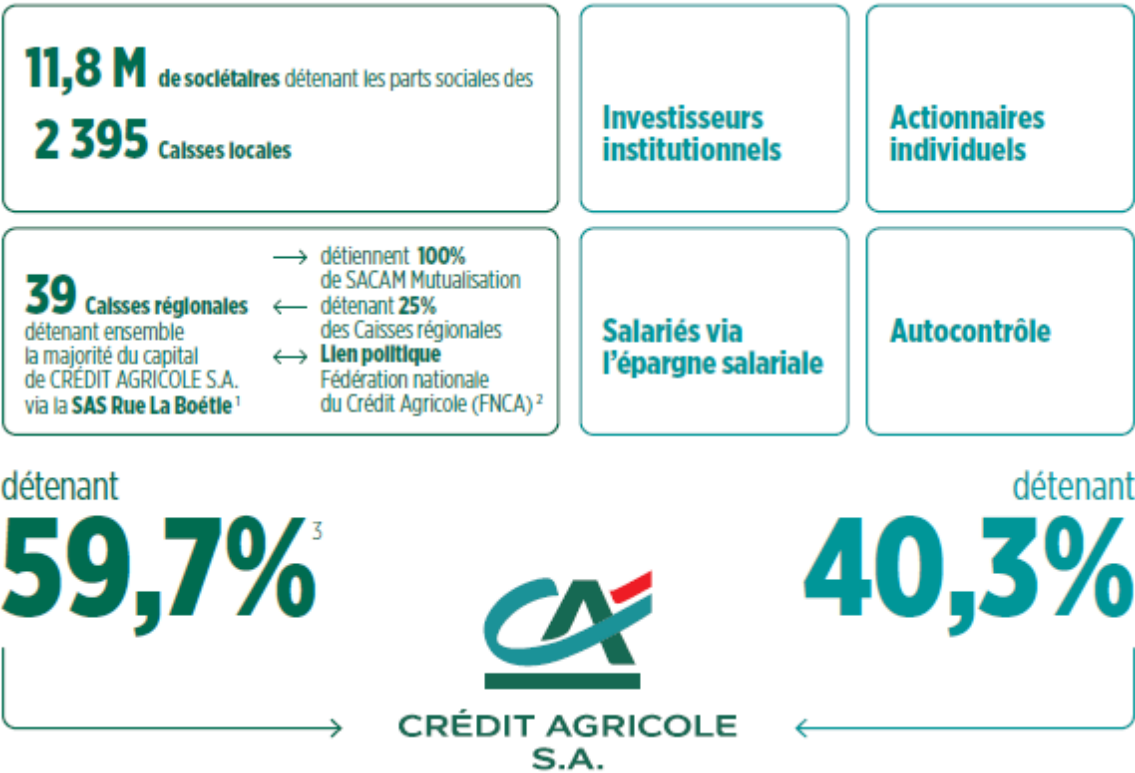 11,8 M de sociétaires détenant les parts sociales des
2 395 Caisses locales
Investisseurs
institutionnels
Actionnaires
individuels
39 Caisses régionales
détenant ensemble
la majorité du capital
de CRÉDIT AGRICOLE S.A.
via la SAS Rue La Boétie¹
→ détiennent 100%
de SACAM Mutualisation
← détenant 25%
des Caisses régionales
↔ Lien politique
Fédération nationale
du Crédit Agricole (FNCA)²
Salariés via
l’épargne salariale
Autocontrôle
détenant
59,7%³
détenant
40,3%
CA
CRÉDIT AGRICOLE
S.A.